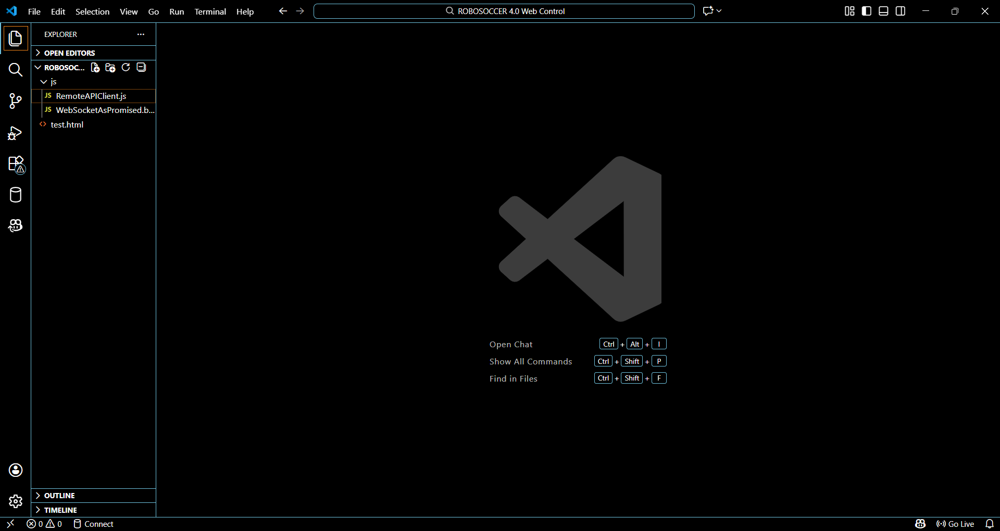 File Edit Selection View Go Run Terminal Help
ROBOSOCCER 4.0 Web Control
EXPLORER
OPEN EDITORS
ROBOSOC...
js
JS RemoteAPIClient.js
JS WebSocketAsPromised.b...
<> test.html
Open Chat Ctrl + Alt + I
Show All Commands Ctrl + Shift + P
Find in Files Ctrl + Shift + F
OUTLINE
TIMELINE
0 0 Connect Go Live